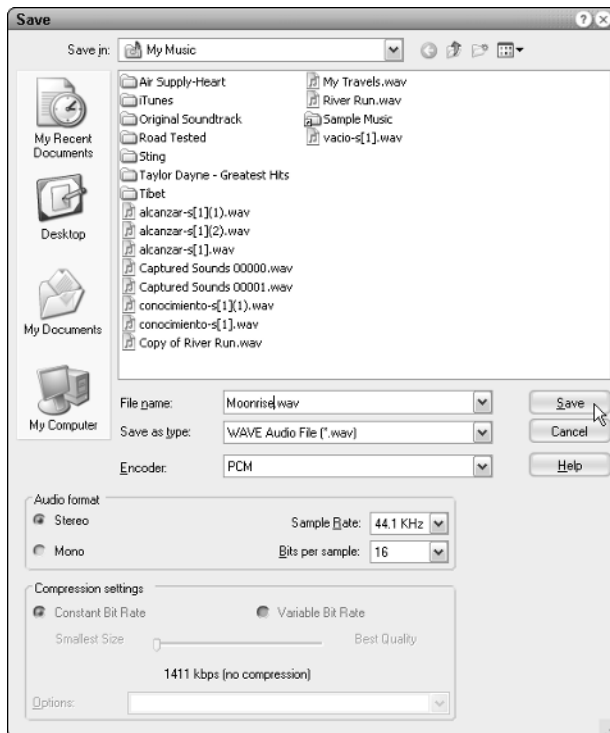 Save
Save in: My Music
My Recent
Documents
Desktop
My Documents
My Computer
Air Supply-Heart
iTunes
Original Soundtrack
Road Tested
Sting
Taylor Dayne - Greatest Hits
Tibet
alcanzar-s[1](1).wav
alcanzar-s[1](2).wav
alcanzar-s[1].wav
Captured Sounds 00000.wav
Captured Sounds 00001.wav
conocimiento-s[1](1).wav
conocimiento-s[1].wav
Copy of River Run.wav
My Travels.wav
River Run.wav
Sample Music
vacio-s[1].wav
File name: Moonrise.wav Save
Save as type: WAVE Audio File (*.wav) Cancel
Encoder: PCM Help
Audio format
Stereo Sample Rate: 44.1 KHz
Mono Bits per sample: 16
Compression settings
Constant Bit Rate Variable Bit Rate
Smallest Size Best Quality
1411 kbps (no compression)
Options: